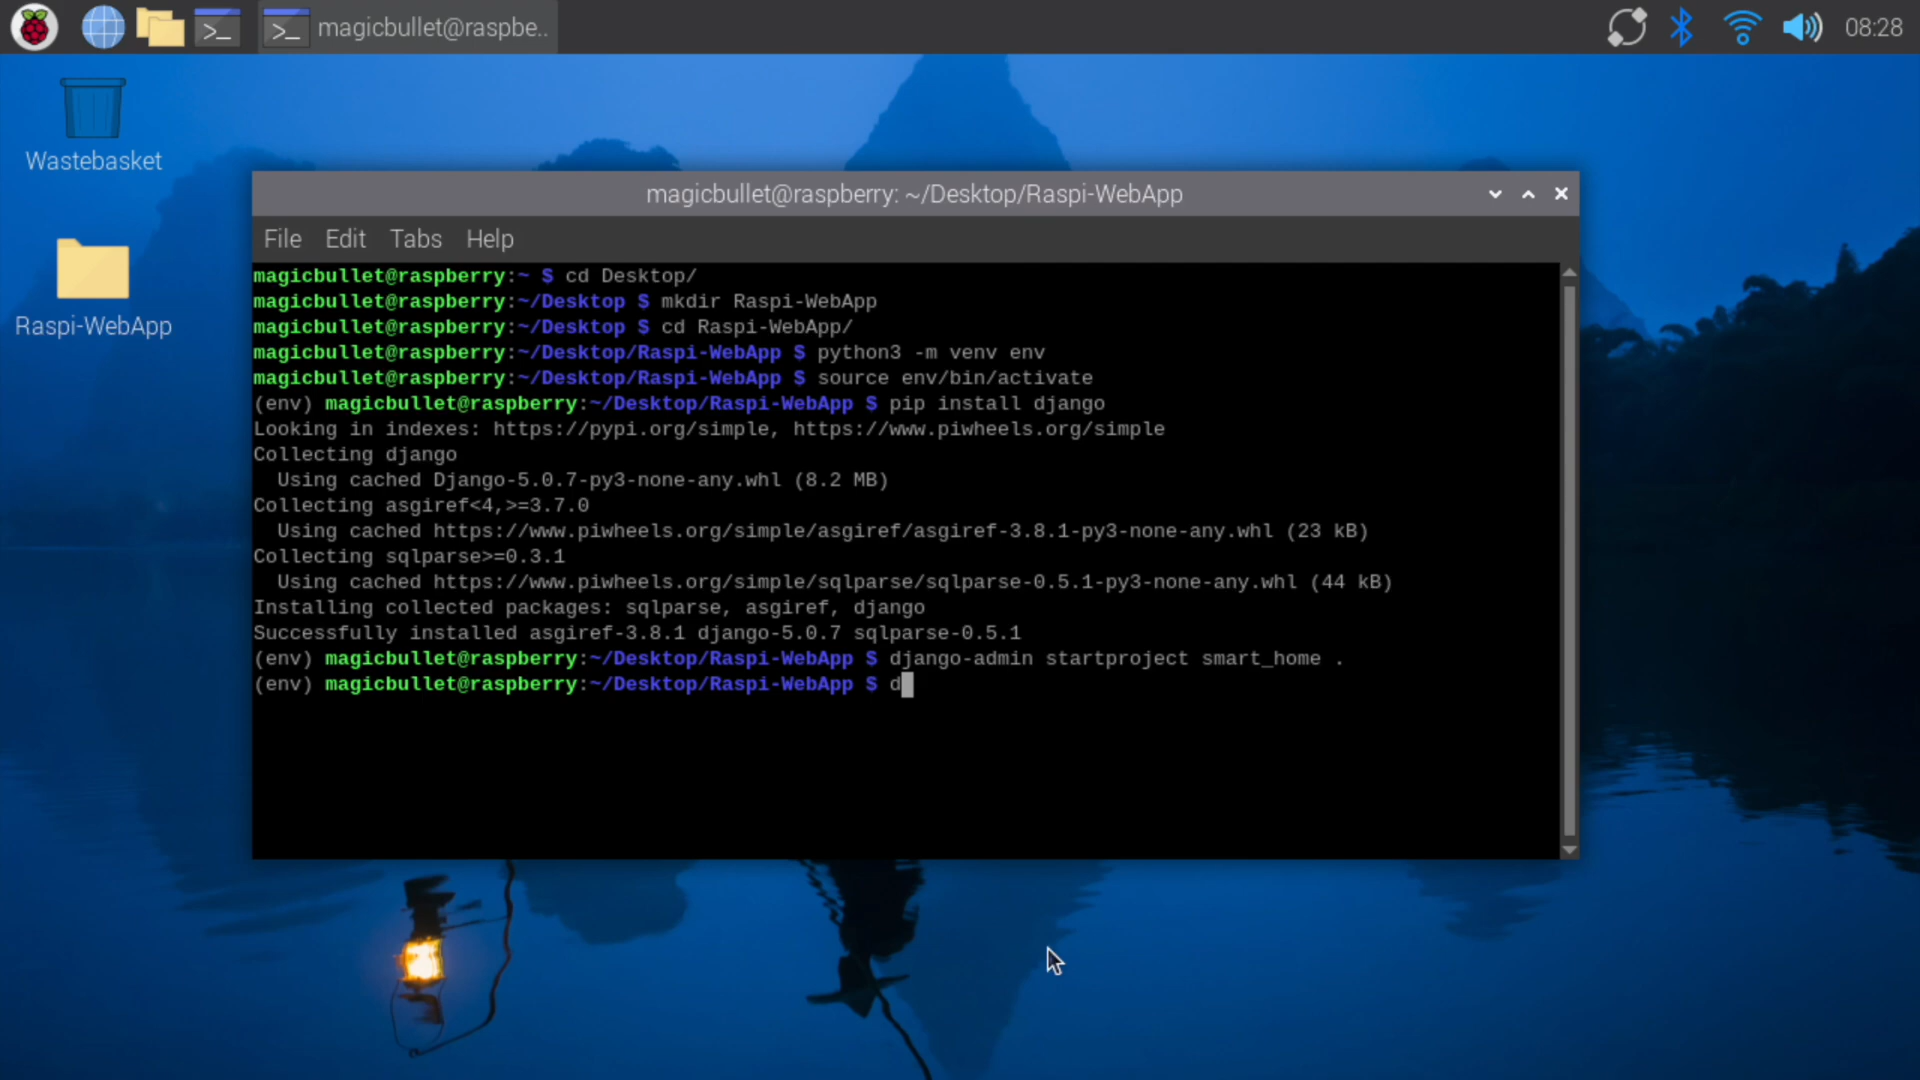 magicbullet@raspbe..
08:28
Wastebasket
Raspi-WebApp
magicbullet@raspberry: ~/Desktop/Raspi-WebApp
File Edit Tabs Help
magicbullet@raspberry:~ $ cd Desktop/
magicbullet@raspberry:~/Desktop $ mkdir Raspi-WebApp
magicbullet@raspberry:~/Desktop $ cd Raspi-WebApp/
magicbullet@raspberry:~/Desktop/Raspi-WebApp $ python3 -m venv env
magicbullet@raspberry:~/Desktop/Raspi-WebApp $ source env/bin/activate
(env) magicbullet@raspberry:~/Desktop/Raspi-WebApp $ pip install django
Looking in indexes: https://pypi.org/simple, https://www.piwheels.org/simple
Collecting django
  Using cached Django-5.0.7-py3-none-any.whl (8.2 MB)
Collecting asgiref<4,>=3.7.0
  Using cached https://www.piwheels.org/simple/asgiref/asgiref-3.8.1-py3-none-any.whl (23 kB)
Collecting sqlparse>=0.3.1
  Using cached https://www.piwheels.org/simple/sqlparse/sqlparse-0.5.1-py3-none-any.whl (44 kB)
Installing collected packages: sqlparse, asgiref, django
Successfully installed asgiref-3.8.1 django-5.0.7 sqlparse-0.5.1
(env) magicbullet@raspberry:~/Desktop/Raspi-WebApp $ django-admin startproject smart_home .
(env) magicbullet@raspberry:~/Desktop/Raspi-WebApp $ d